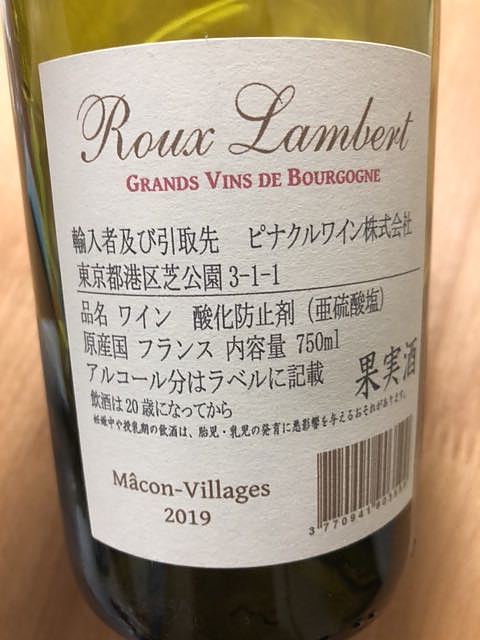 Roux Lambert
GRANDS VINS DE BOURGOGNE
輸入者及び引取先 ピナクルワイン株式会社
東京都港区芝公園 3-1-1
品名 ワイン 酸化防止剤（亜硫酸塩）
原産国 フランス 内容量 750ml
アルコール分はラベルに記載
果実酒
飲酒は20歳になってから
妊娠中や授乳期の飲酒は、胎児・乳児の発育に悪影響を与えるおそれがあります。
Mâcon-Villages
2019